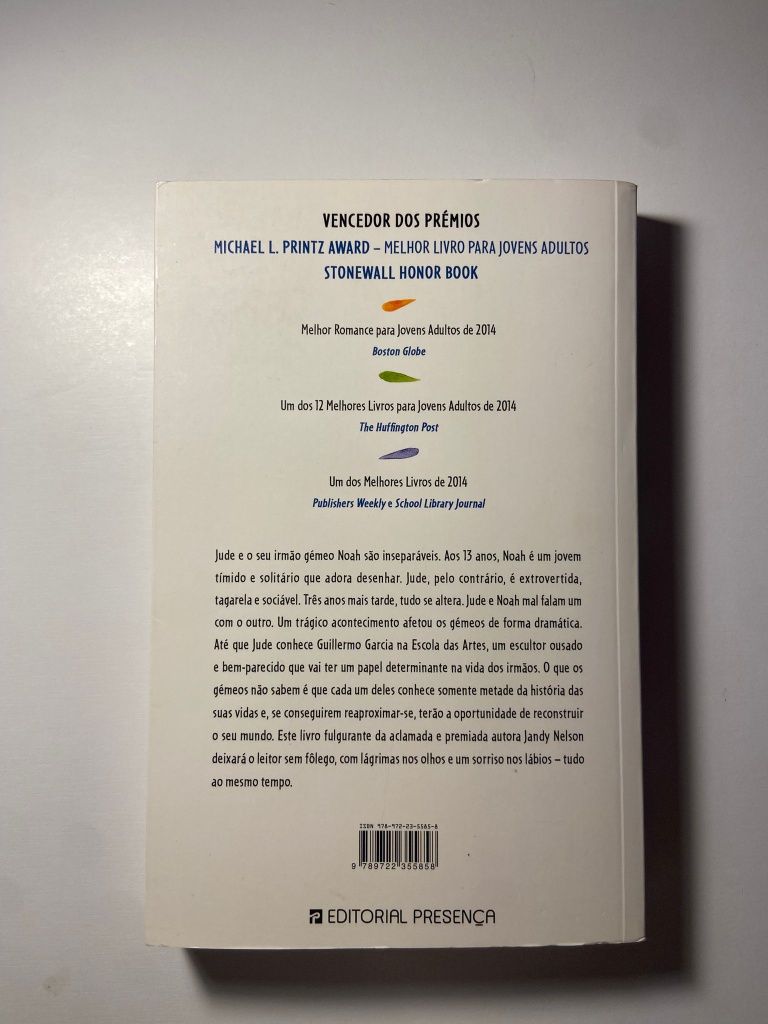 VENCEDOR DOS PRÉMIOS
MICHAEL L. PRINTZ AWARD – MELHOR LIVRO PARA JOVENS ADULTOS
STONEWALL HONOR BOOK
Melhor Romance para Jovens Adultos de 2014
Boston Globe
Um dos 12 Melhores Livros para Jovens Adultos de 2014
The Huffington Post
Um dos Melhores Livros de 2014
Publishers Weekly e School Library Journal
Jude e o seu irmão gémeo Noah são inseparáveis. Aos 13 anos, Noah é um jovem
tímido e solitário que adora desenhar. Jude, pelo contrário, é extrovertida,
tagarela e sociável. Três anos mais tarde, tudo se altera. Jude e Noah mal falam um
com o outro. Um trágico acontecimento afetou os gémeos de forma dramática.
Até que Jude conhece Guillermo Garcia na Escola das Artes, um escultor ousado
e bem-parecido que vai ter um papel determinante na vida dos irmãos. O que os
gémeos não sabem é que cada um deles conhece somente metade da história das
suas vidas e, se conseguirem reaproximar-se, terão a oportunidade de reconstruir
o seu mundo. Este livro fulgurante da aclamada e premiada autora Jandy Nelson
deixará o leitor sem fôlego, com lágrimas nos olhos e um sorriso nos lábios – tudo
ao mesmo tempo.
ISBN 978-972-23-5585-8
9 789722 355858
EDITORIAL PRESENÇA